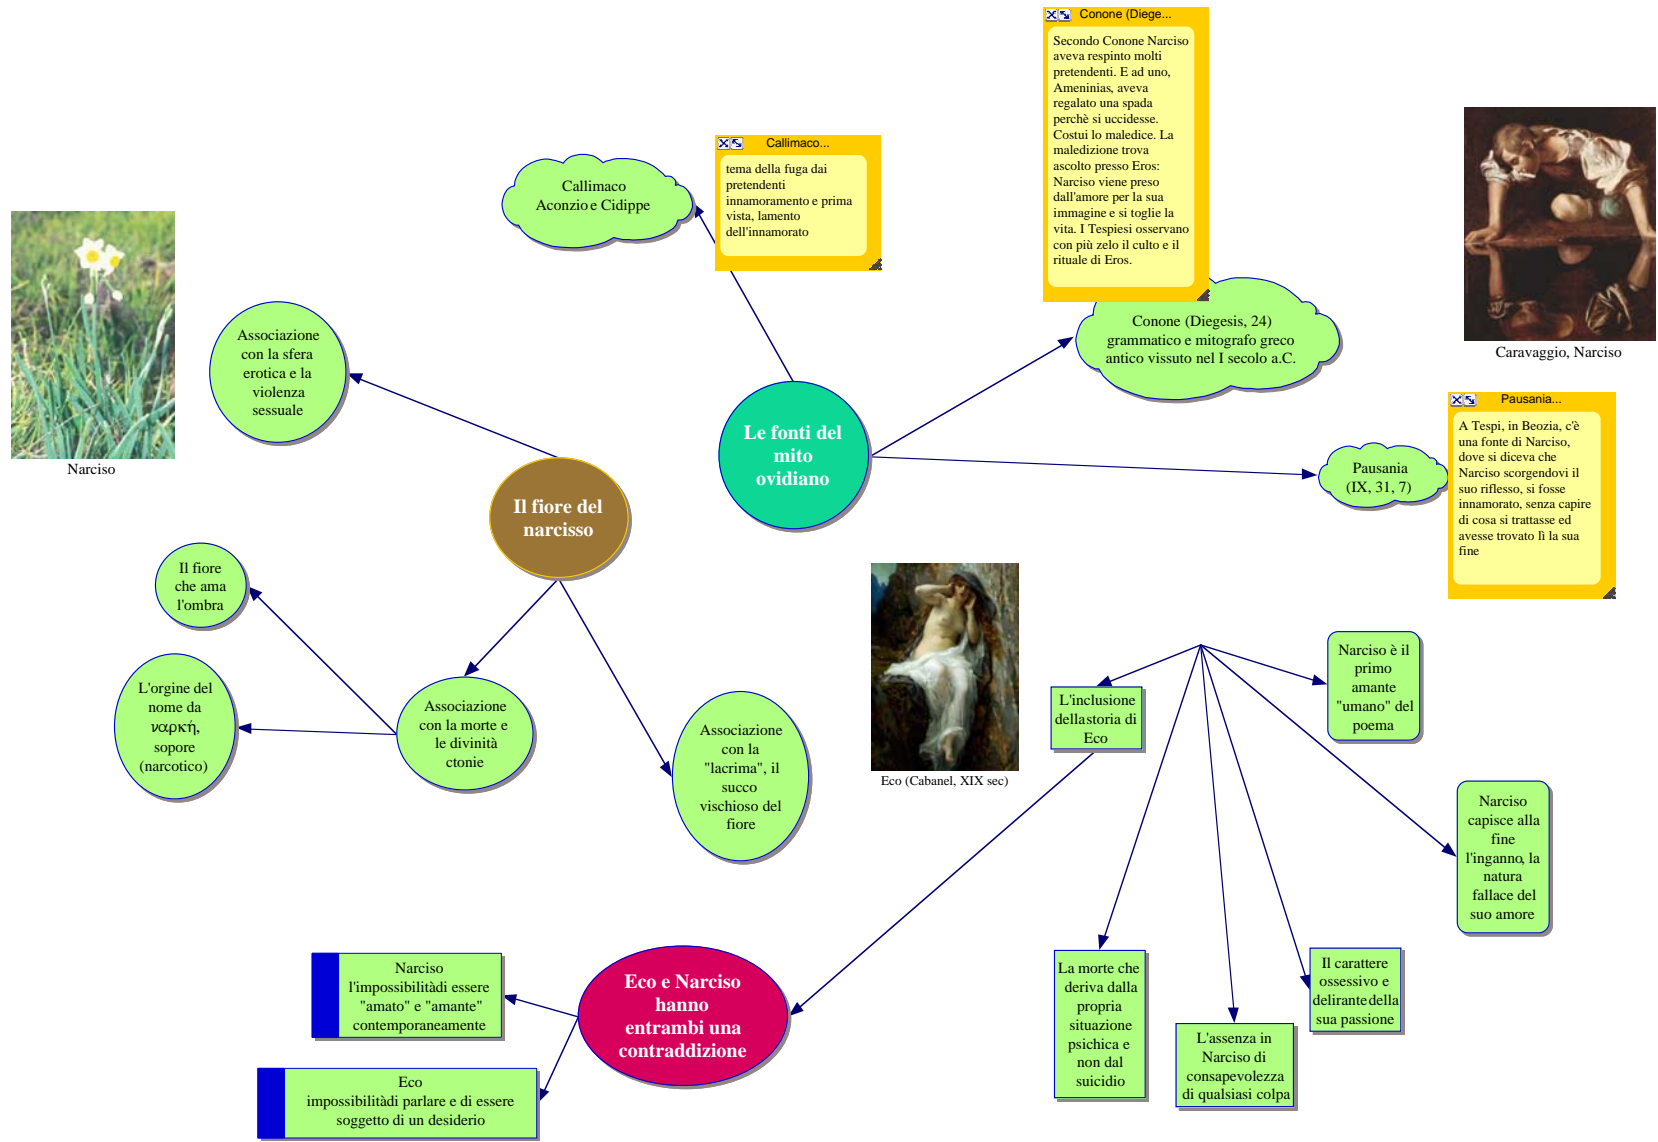 Conone (Diege...
Secondo Conone Narciso
aveva respinto molti
pretendenti. E ad uno,
Ameninias, aveva
regalato una spada
perchè si uccidesse.
Costui lo maledice. La
maledizione trova
ascolto presso Eros:
Narciso viene preso
dall'amore per la sua
immagine e si toglie la
vita. I Tespiesi osservano
con più zelo il culto e il
rituale di Eros.
Callimaco...
tema della fuga dai
pretendenti
innamoramento e prima
vista, lamento
dell'innamorato
Callimaco
Aconzio e Cidippe
Conone (Diegesis, 24)
grammatico e mitografo greco
antico vissuto nel I secolo a.C.
Caravaggio, Narciso
Associazione
con la sfera
erotica e la
violenza
sessuale
Narciso
Le fonti del
mito
ovidiano
Pausania...
A Tespi, in Beozia, c'è
una fonte di Narciso,
dove si diceva che
Narciso scorgendovi il
suo riflesso, si fosse
innamorato, senza capire
di cosa si trattasse ed
avesse trovato lì la sua
fine
Pausania
(IX, 31, 7)
Il fiore del
narcisso
Il fiore
che ama
l'ombra
L'orgine del
nome da
ναρκή,
sopore
(narcotico)
Associazione
con la morte e
le divinità
ctonie
Associazione
con la
"lacrima", il
succo
vischioso del
fiore
Eco (Cabanel, XIX sec)
L'inclusione
della storia di
Eco
Narciso è il
primo
amante
"umano" del
poema
Narciso
capisce alla
fine
l'inganno, la
natura
fallace del
suo amore
La morte che
deriva dalla
propria
situazione
psichica e
non dal
suicidio
L'assenza in
Narciso di
consapevolezza
di qualsiasi colpa
Il carattere
ossessivo e
delirante della
sua passione
Eco e Narciso
hanno
entrambi una
contraddizione
Narciso
l'impossibilità di essere
"amato" e "amante"
contemporaneamente
Eco
impossibilità di parlare e di essere
soggetto di un desiderio